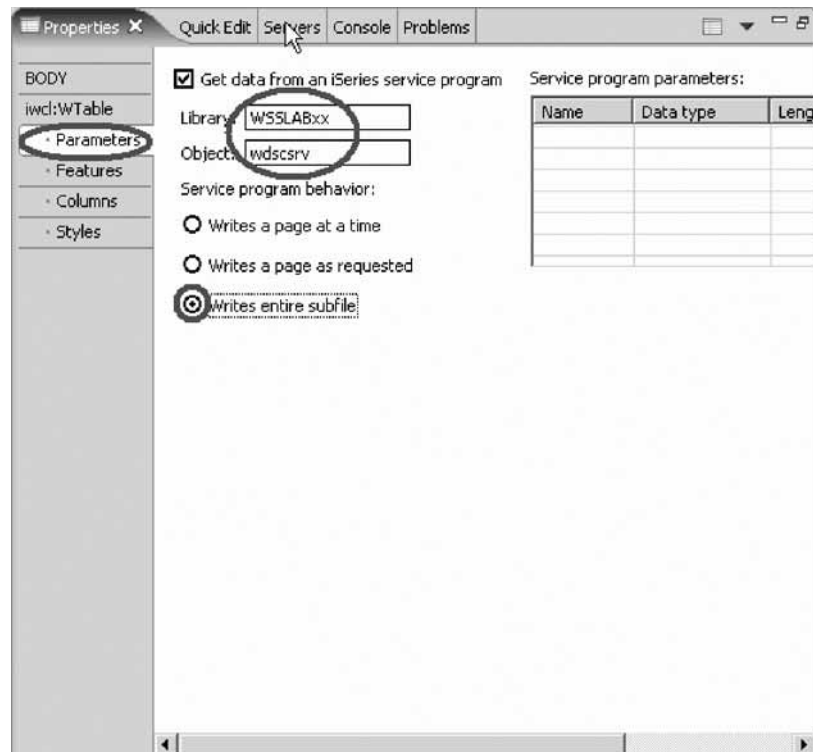 Properties Quick Edit Servers Console Problems
BODY
iwcl:WTable
Parameters
Features
Columns
Styles
Get data from an iSeries service program
Library: WSSLABxx
Object: wdscsrv
Service program behavior:
Writes a page at a time
Writes a page as requested
Writes entire subfile
Service program parameters:
Name Data type Leng